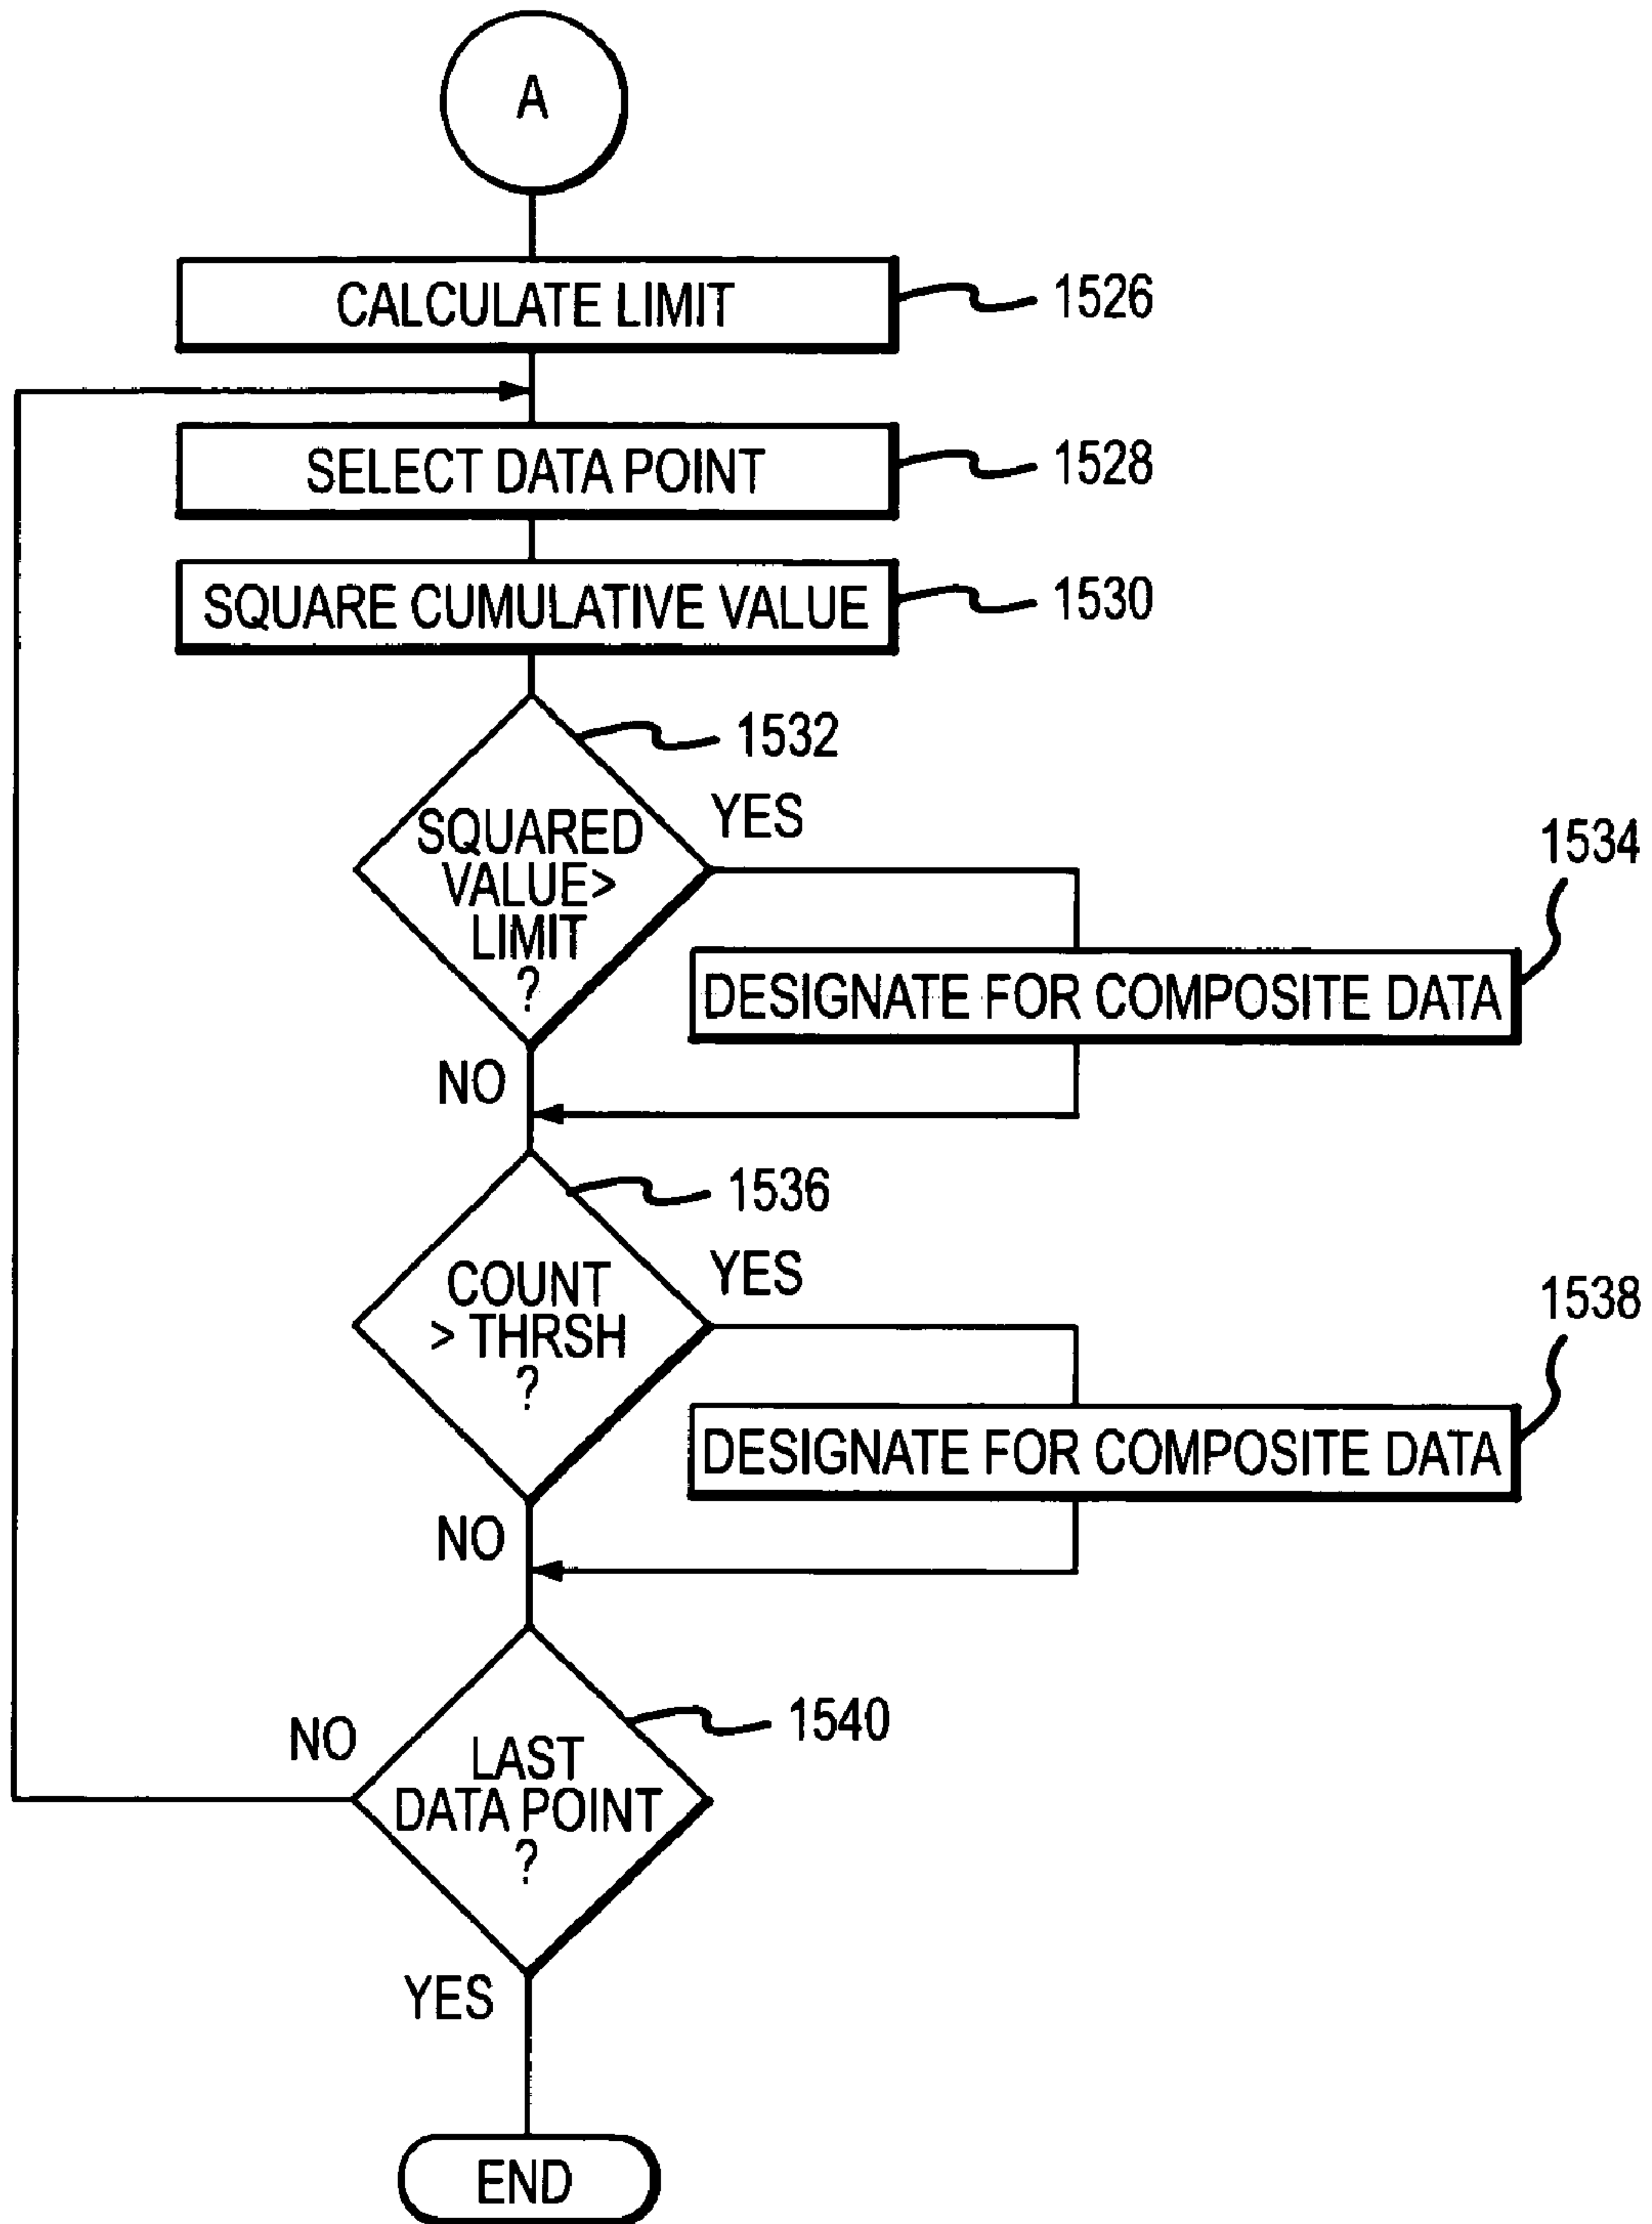 A
CALCULATE LIMIT
1526
SELECT DATA POINT
1528
SQUARE CUMULATIVE VALUE
1530
1532
SQUARED
VALUE>
LIMIT
?
YES
1534
DESIGNATE FOR COMPOSITE DATA
NO
1536
COUNT
> THRSH
?
YES
1538
DESIGNATE FOR COMPOSITE DATA
NO
1540
LAST
DATA POINT
?
NO
YES
END